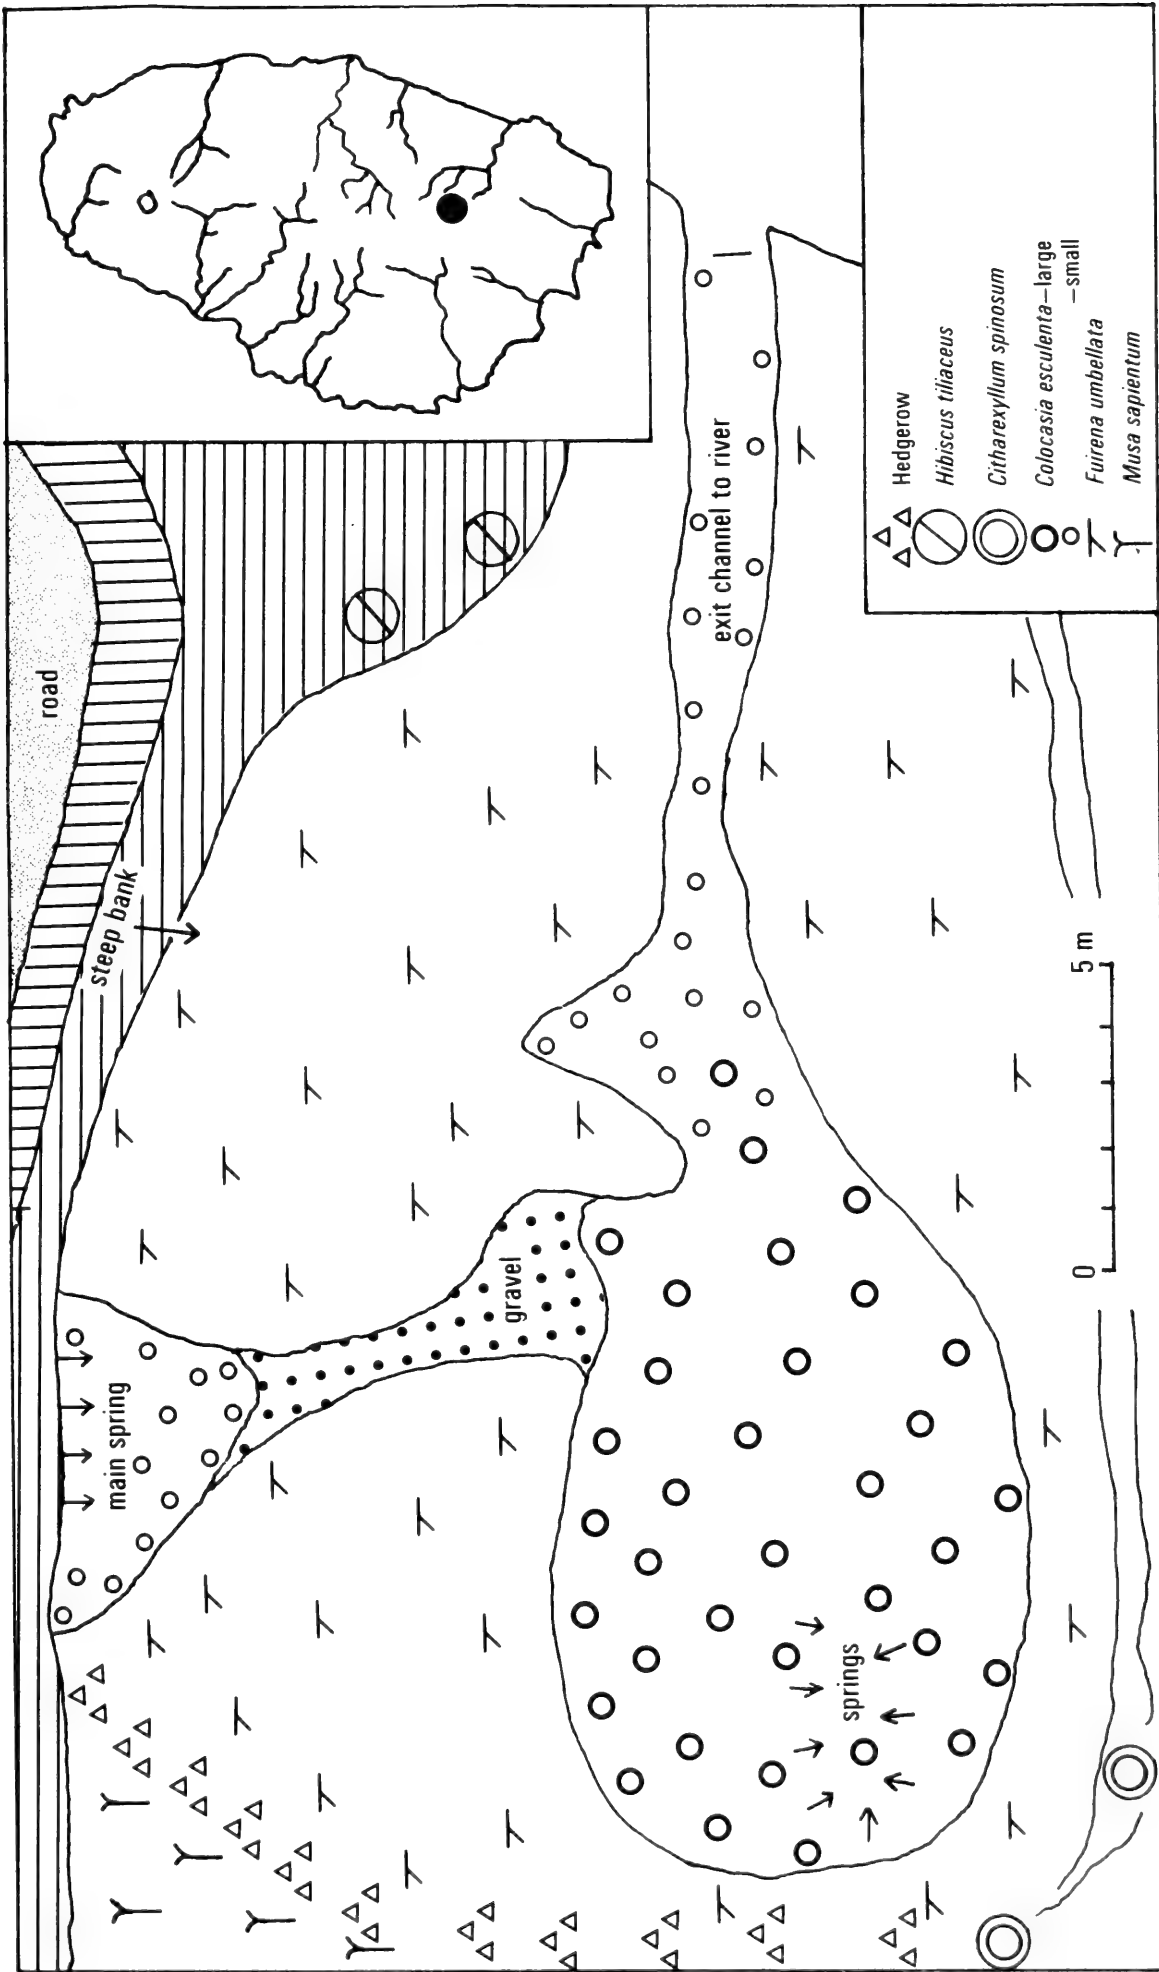 road
steep bank
main spring
gravel
springs
exit channel to river
0 5 m
Hedgerow
Hibiscus tiliaceus
Citharexyllum spinosum
Colocasia esculenta–large
–small
Fuirena umbellata
Musa sapientum